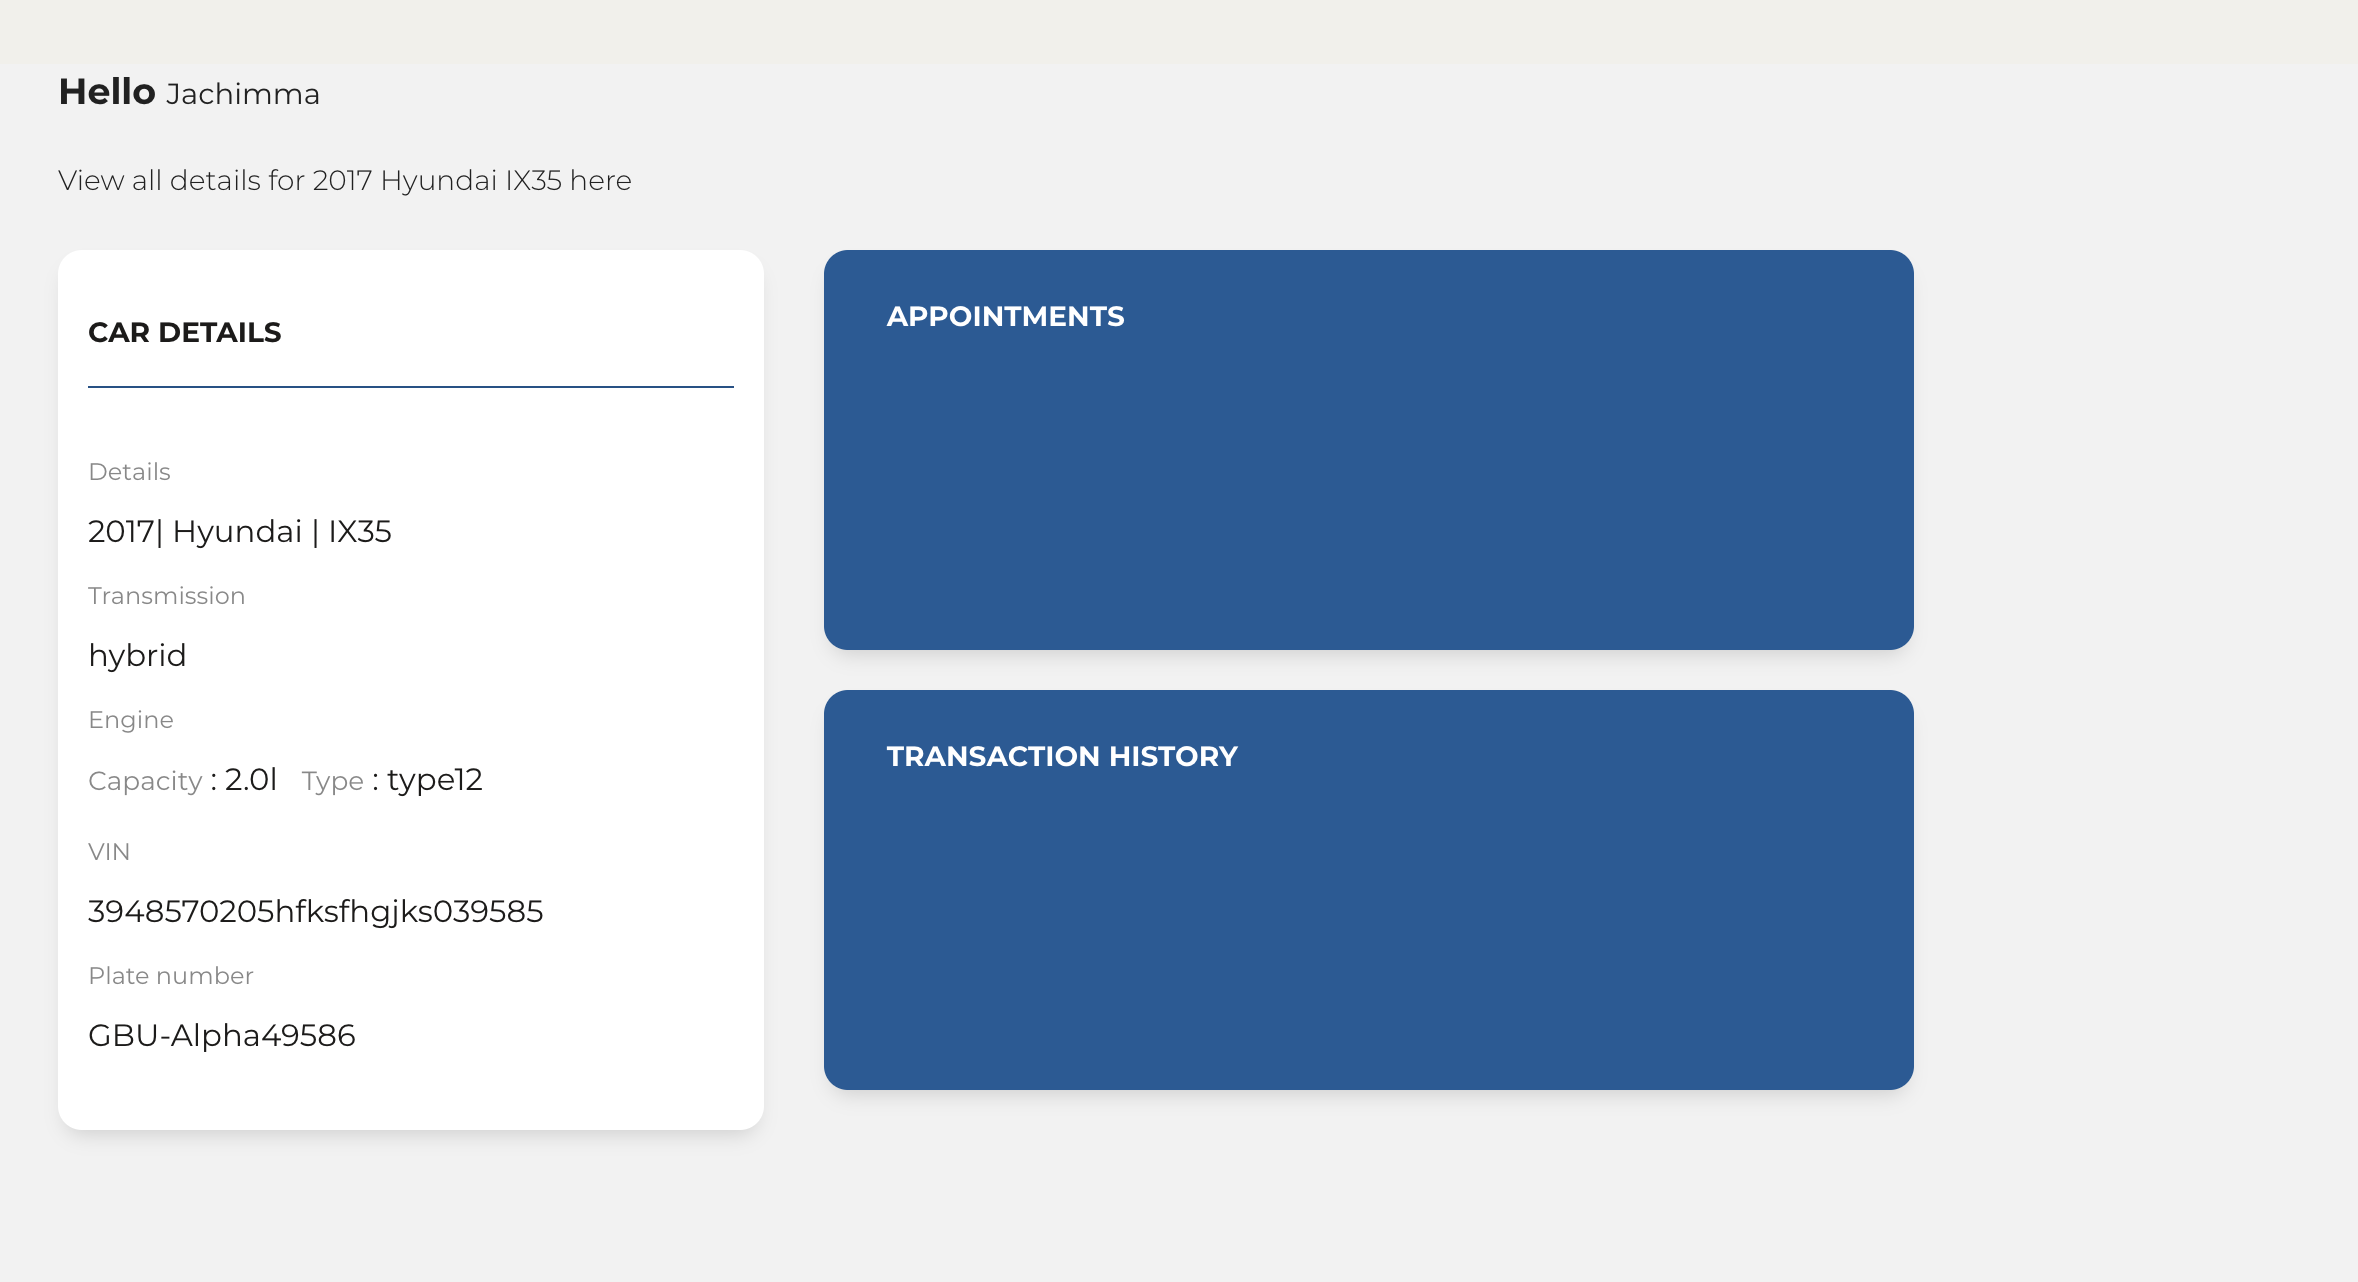 Hello Jachimma
View all details for 2017 Hyundai IX35 here
CAR DETAILS
Details
2017| Hyundai | IX35
Transmission
hybrid
Engine
Capacity : 2.0l Type : type12
VIN
3948570205hfksfhgjks039585
Plate number
GBU-Alpha49586
APPOINTMENTS
TRANSACTION HISTORY